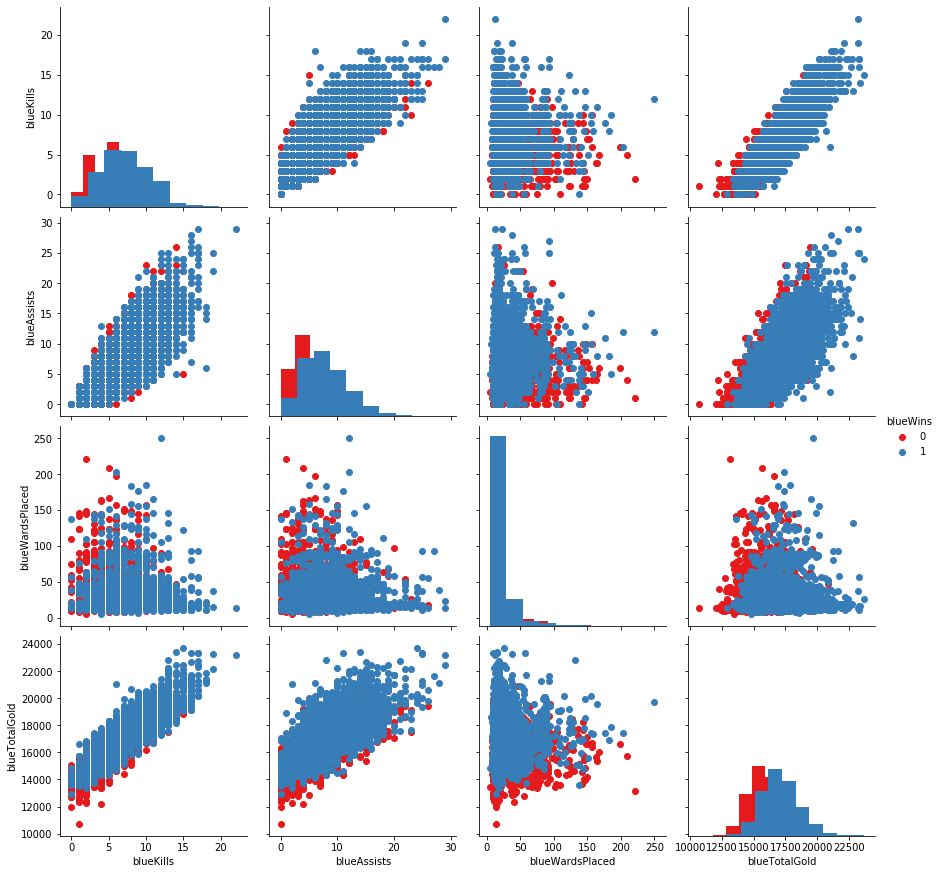 20
15
10
5
0
blueKills
30
25
20
15
10
5
0
blueAssists
blueWins
0
1
250
200
150
100
50
0
blueWardsPlaced
24000
22000
20000
18000
16000
14000
12000
10000
blueTotalGold
0 5 10 15 20
0 10 20 30
0 50 100 150 200 250
10000 12500 15000 17500 20000 22500
blueKills blueAssists blueWardsPlaced blueTotalGold